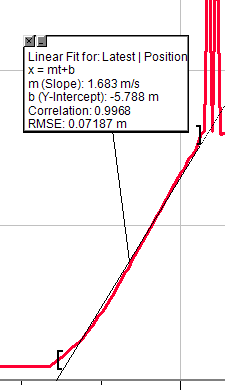 Linear Fit for: Latest | Position
x = mt+b
m (Slope): 1.683 m/s
b (Y-Intercept): -5.788 m
Correlation: 0.9968
RMSE: 0.07187 m